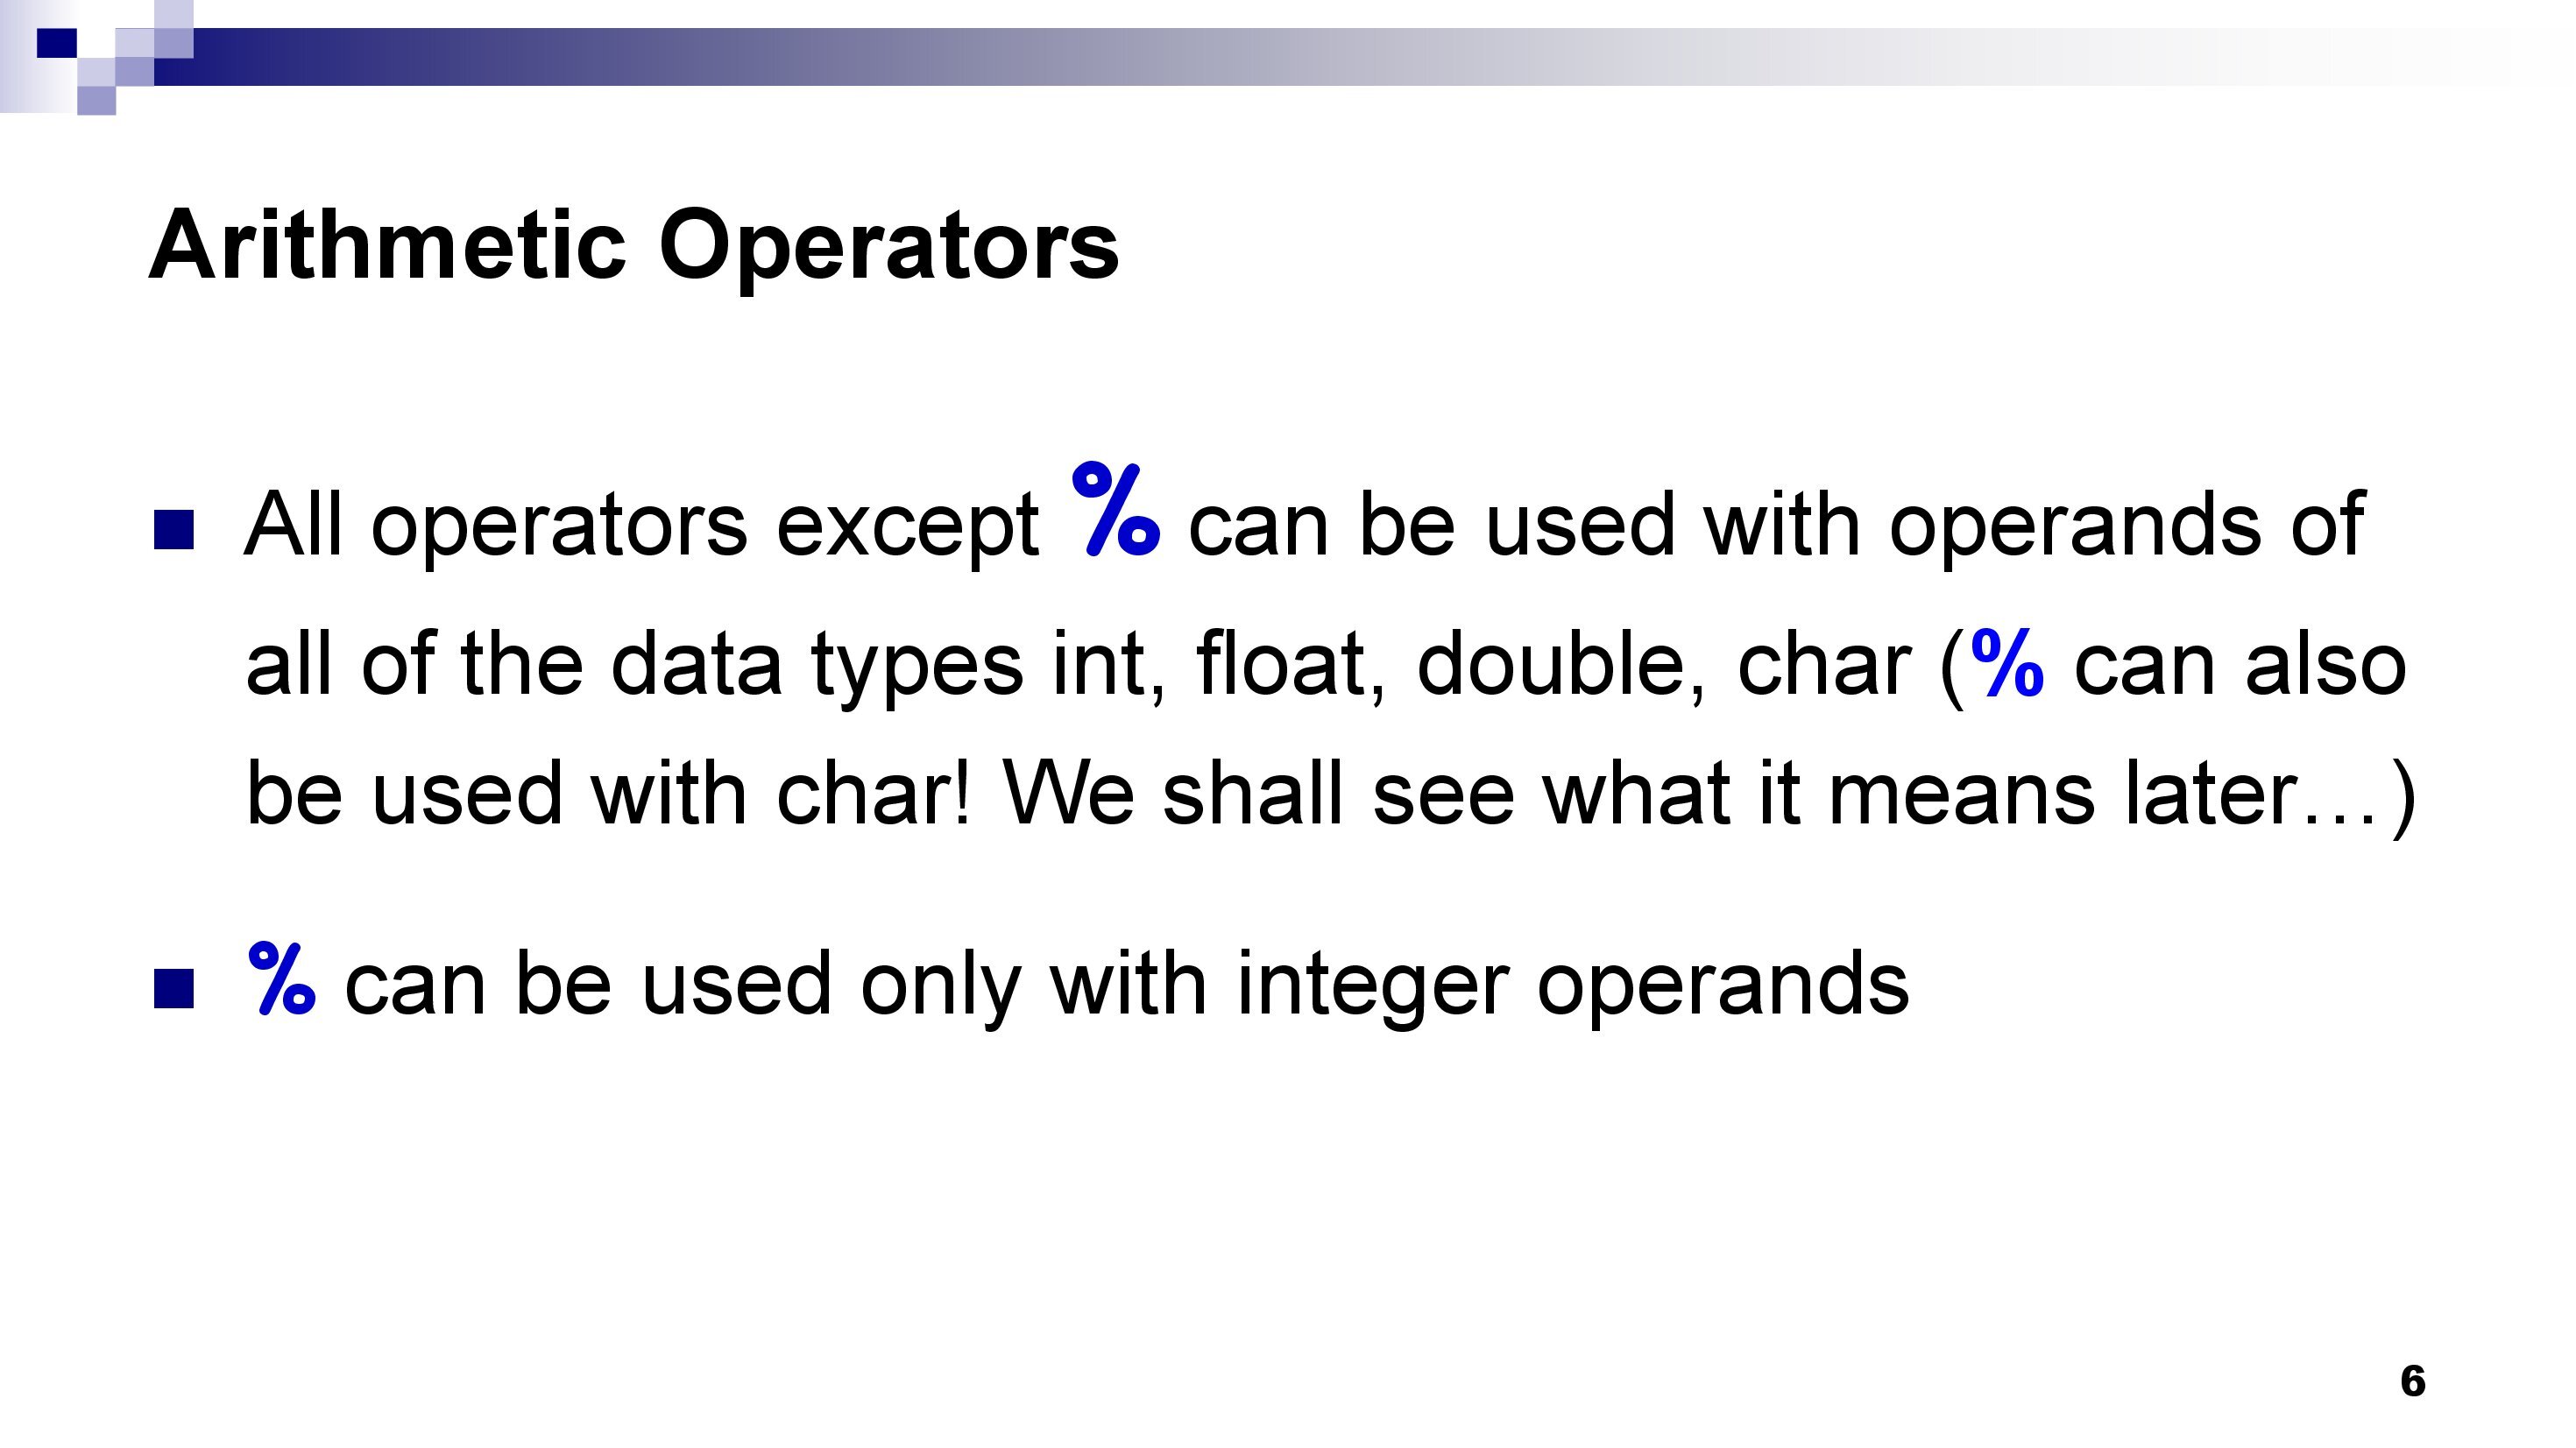 Arithmetic Operators
All operators except % can be used with operands of
all of the data types int, float, double, char (% can also
be used with char! We shall see what it means later…)
% can be used only with integer operands
6